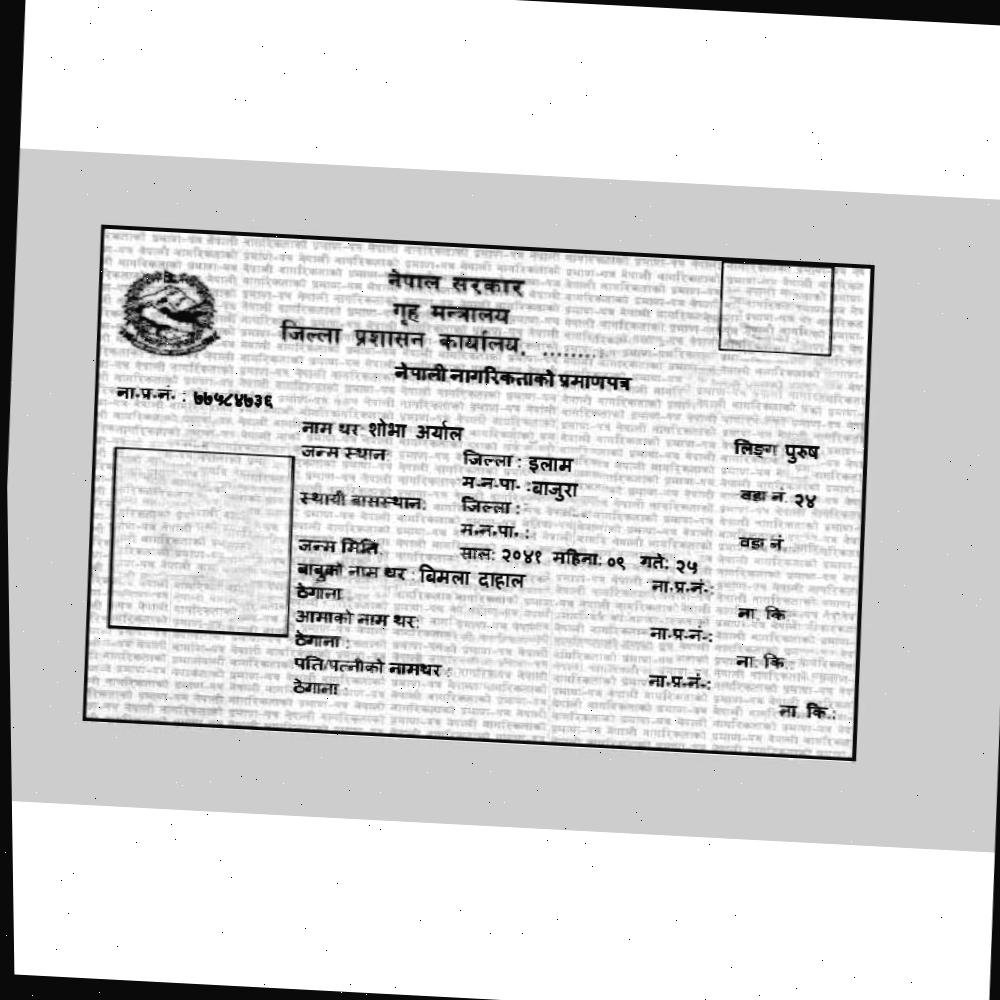 नेपाल सरकार
गृह मन्त्रालय
जिल्ला प्रशासन कार्यालय, ........
नेपाली नागरिकताको प्रमाणपत्र
ना.प्र.नं. : ७७५८४७३६
नाम थर: शोभा अर्याल लिङ्ग पुरुष
जन्म स्थान: जिल्ला : इलाम
म.न.पा. : बाजुरा वडा नं. २४
स्थायी बासस्थान: जिल्ला :
म.न.पा. : वडा नं.
जन्म मिति: साल: २०४१ महिना: ०९ गते: २५
बाबुको नाम थर : बिमला दाहाल ना.प्र.नं.:
ठेगाना : ना. कि.:
आमाको नाम थर: ना.प्र.नं.:
ठेगाना : ना. कि.:
पति/पत्नीको नामथर : ना.प्र.नं.:
ठेगाना : ना. कि.: